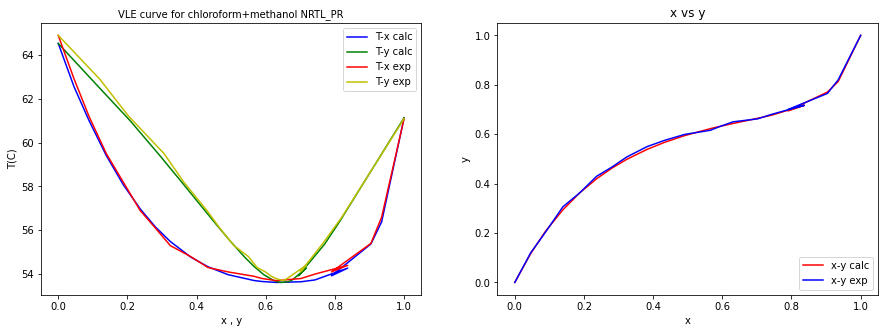 VLE curve for chloroform+methanol NRTL_PR
T(C)
64
62
60
58
56
54
T-x calc
T-y calc
T-x exp
T-y exp
0.0 0.2 0.4 0.6 0.8 1.0
x , y
x vs y
y
1.0
0.8
0.6
0.4
0.2
0.0
x-y calc
x-y exp
0.0 0.2 0.4 0.6 0.8 1.0
x